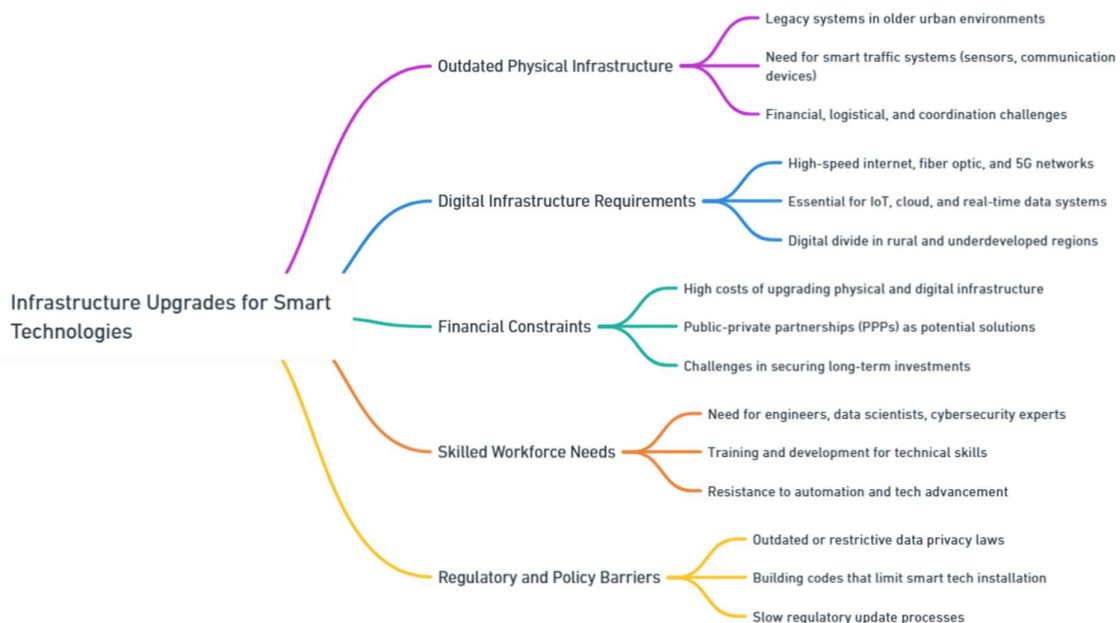 Infrastructure Upgrades for Smart
Technologies
Outdated Physical Infrastructure
Legacy systems in older urban environments
Need for smart traffic systems (sensors, communication
devices)
Financial, logistical, and coordination challenges
Digital Infrastructure Requirements
High-speed internet, fiber optic, and 5G networks
Essential for IoT, cloud, and real-time data systems
Digital divide in rural and underdeveloped regions
Financial Constraints
High costs of upgrading physical and digital infrastructure
Public-private partnerships (PPPs) as potential solutions
Challenges in securing long-term investments
Skilled Workforce Needs
Need for engineers, data scientists, cybersecurity experts
Training and development for technical skills
Resistance to automation and tech advancement
Regulatory and Policy Barriers
Outdated or restrictive data privacy laws
Building codes that limit smart tech installation
Slow regulatory update processes